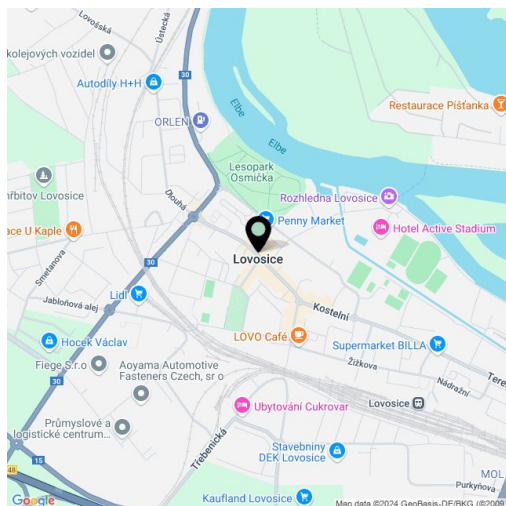 Lovošská
Ústecká
kolejových vozidel
30
Autodíly H+H
Elbe
Restaurace Píšťanka
ORLEN
Elbe
Lesopark
Osmička
hřbitov Lovosice
Rozhledna Lovosice
Dlouhá
Penny Market
Hotel Active Stadium
ace U Kaple
Lovosice
Smetanova
30
Lidl
Jabloňová alej
Kostelní
LOVO Café
Supermarket BILLA
Hocek Václav
Žižkova
Fiege S.r.o
Aoyama Automotive
Fasteners Czech, sr o
Nádražní
Tere
30
Ubytování Cukrovar
Lovosice
Průmyslové a
logistické centrum...
Třebenická
15
Stavebniny
DEK Lovosice
48
MOL
Purkyňova
Kaufland Lovosice
Google
Map data ©2024 GeoBasis-DE/BKG (©2009